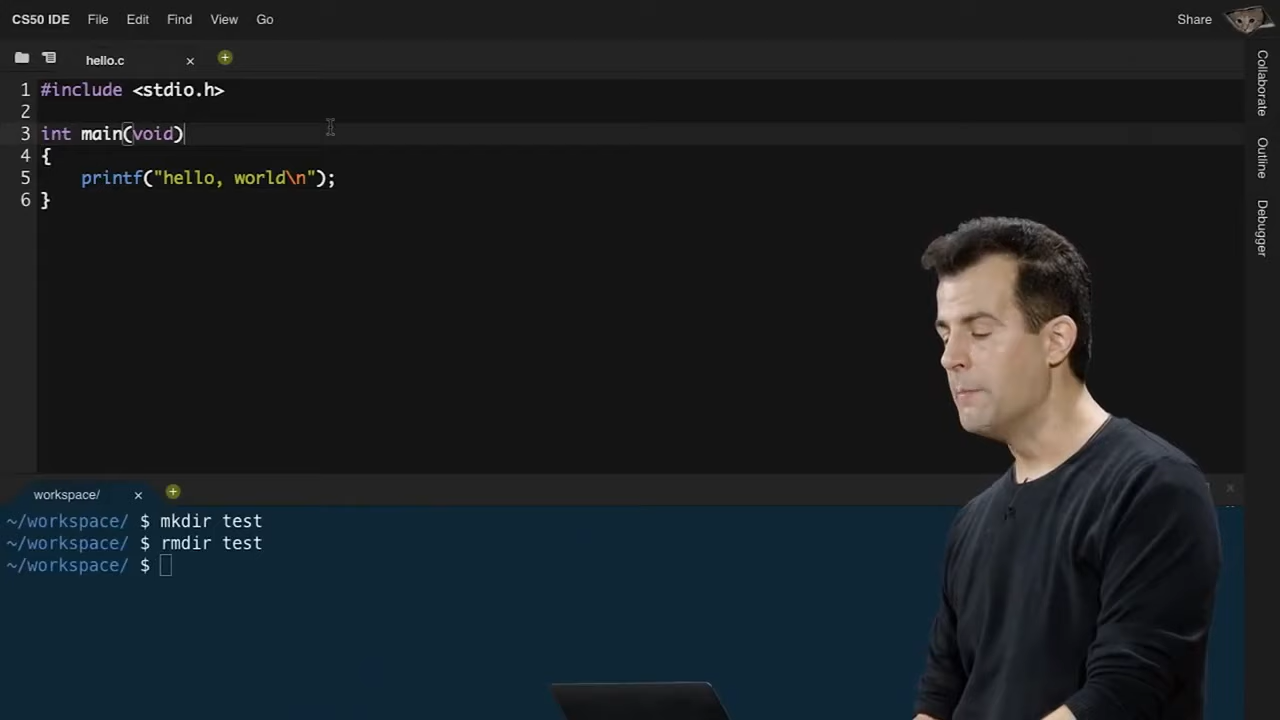 CS50 IDE File Edit Find View Go Share
hello.c
1 #include <stdio.h>
2
3 int main(void)
4 {
5     printf("hello, world\n");
6 }
Collaborate
Outline
Debugger
workspace/
~/workspace/ $ mkdir test
~/workspace/ $ rmdir test
~/workspace/ $